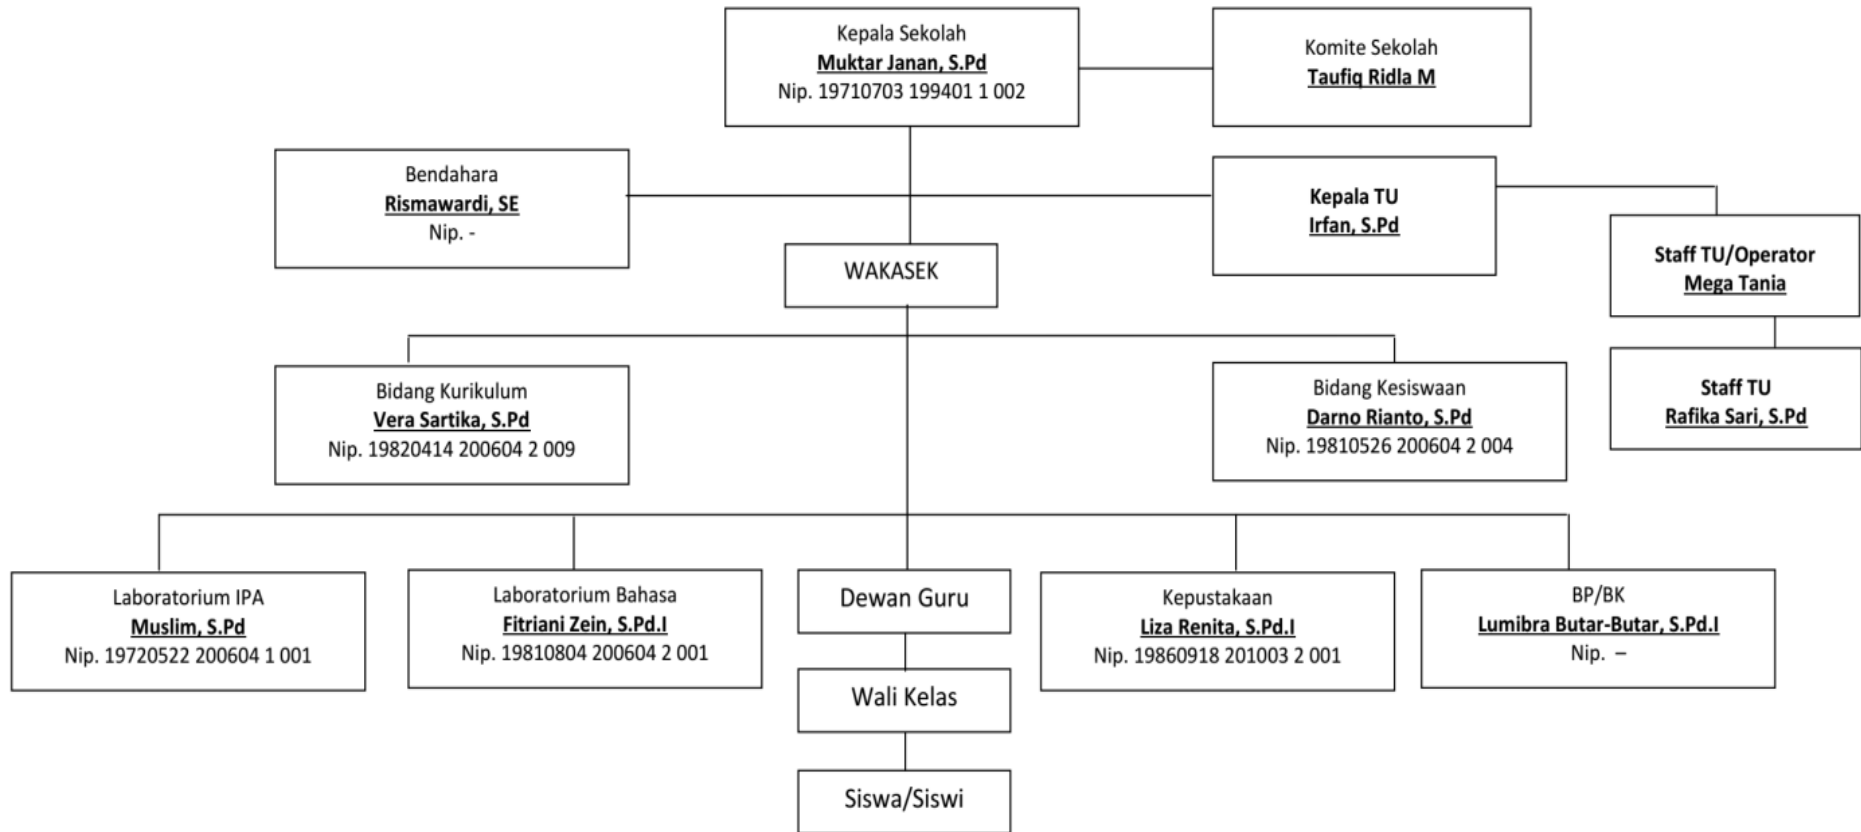 Kepala Sekolah
Muktar Janan, S.Pd
Nip. 19710703 199401 1 002
Komite Sekolah
Taufiq Ridla M
Bendahara
Rismawardi, SE
Nip. -
Kepala TU
Irfan, S.Pd
Staff TU/Operator
Mega Tania
WAKASEK
Staff TU
Rafika Sari, S.Pd
Bidang Kurikulum
Vera Sartika, S.Pd
Nip. 19820414 200604 2 009
Bidang Kesiswaan
Darno Rianto, S.Pd
Nip. 19810526 200604 2 004
Laboratorium IPA
Muslim, S.Pd
Nip. 19720522 200604 1 001
Laboratorium Bahasa
Fitriani Zein, S.Pd.I
Nip. 19810804 200604 2 001
Dewan Guru
Kepustakaan
Liza Renita, S.Pd.I
Nip. 19860918 201003 2 001
BP/BK
Lumibra Butar-Butar, S.Pd.I
Nip. –
Wali Kelas
Siswa/Siswi